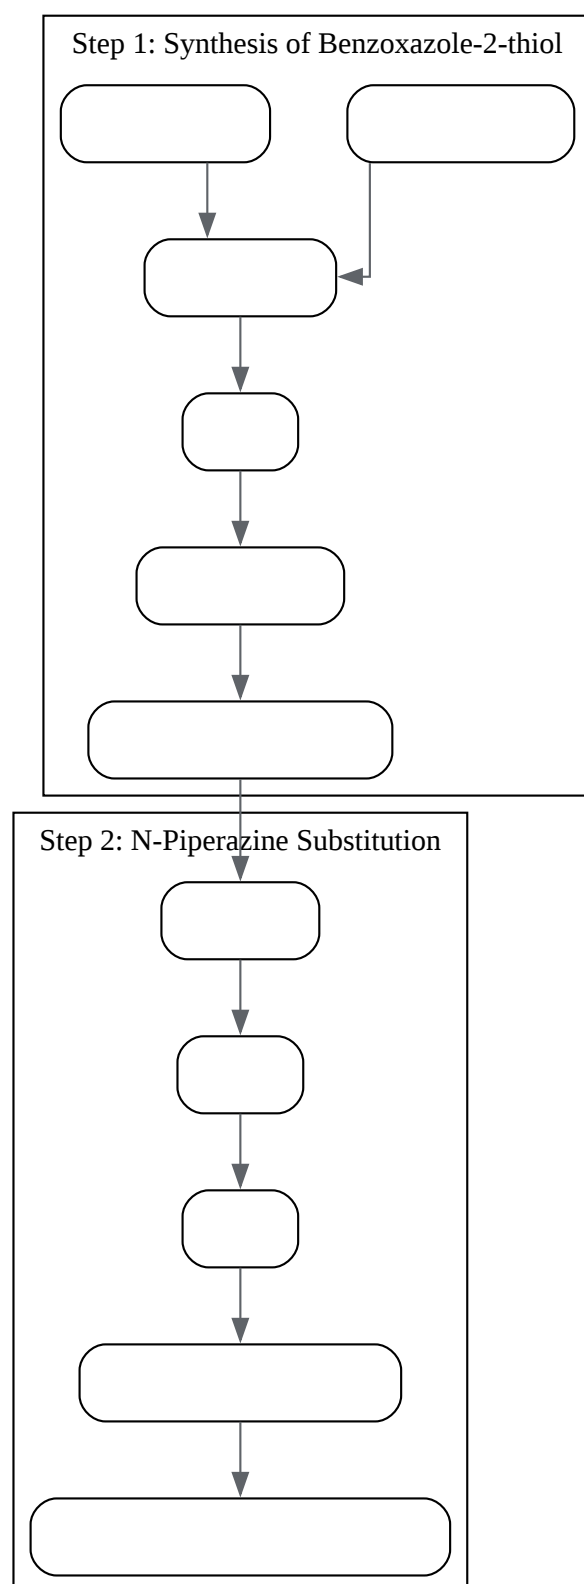 Step 1: Synthesis of Benzoxazole-2-thiol
Step 2: N-Piperazine Substitution